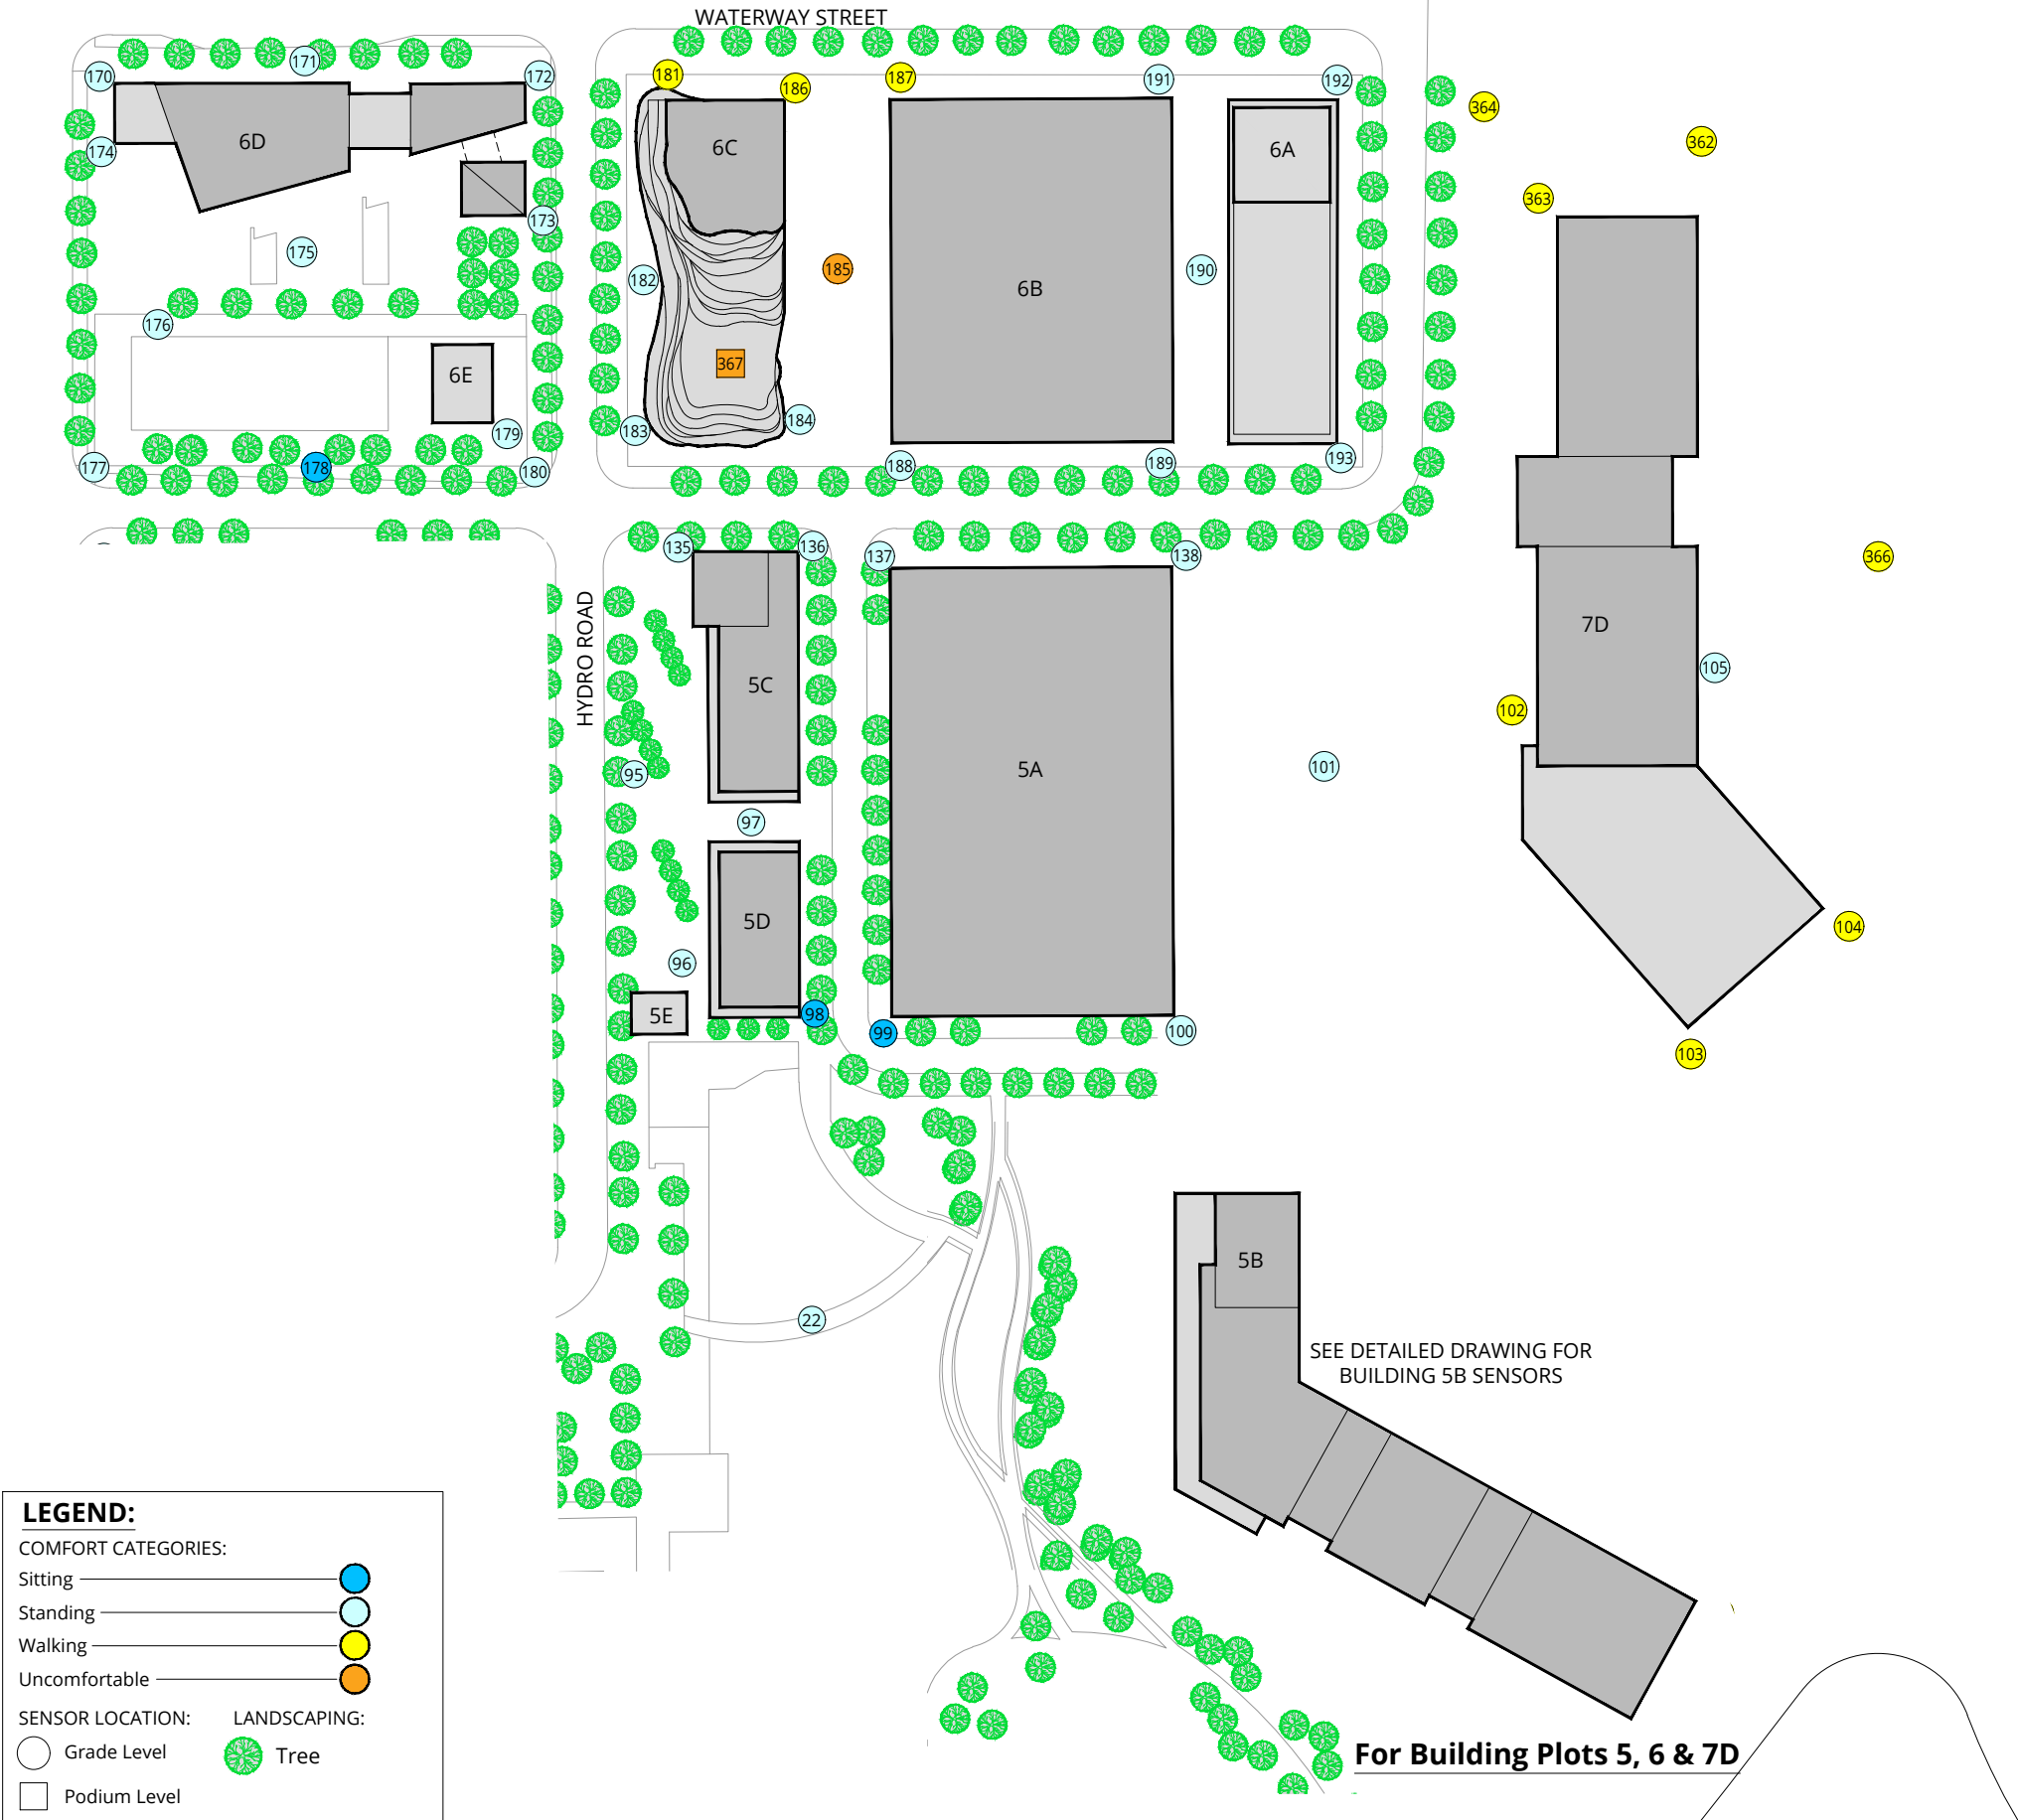 WATERWAY STREET
170
171
172
181
186
187
191
192
364
362
174
6D
6C
6A
363
173
175
182
185
6B
190
176
367
6E
179
183
184
177
178
180
188
189
193
135
136
137
138
366
HYDRO ROAD
5C
5A
7D
105
102
95
101
97
5D
104
96
5E
98
99
100
103
22
5B
SEE DETAILED DRAWING FOR
BUILDING 5B SENSORS
LEGEND:
COMFORT CATEGORIES:
Sitting
Standing
Walking
Uncomfortable
SENSOR LOCATION: LANDSCAPING:
Grade Level Tree
Podium Level
For Building Plots 5, 6 & 7D